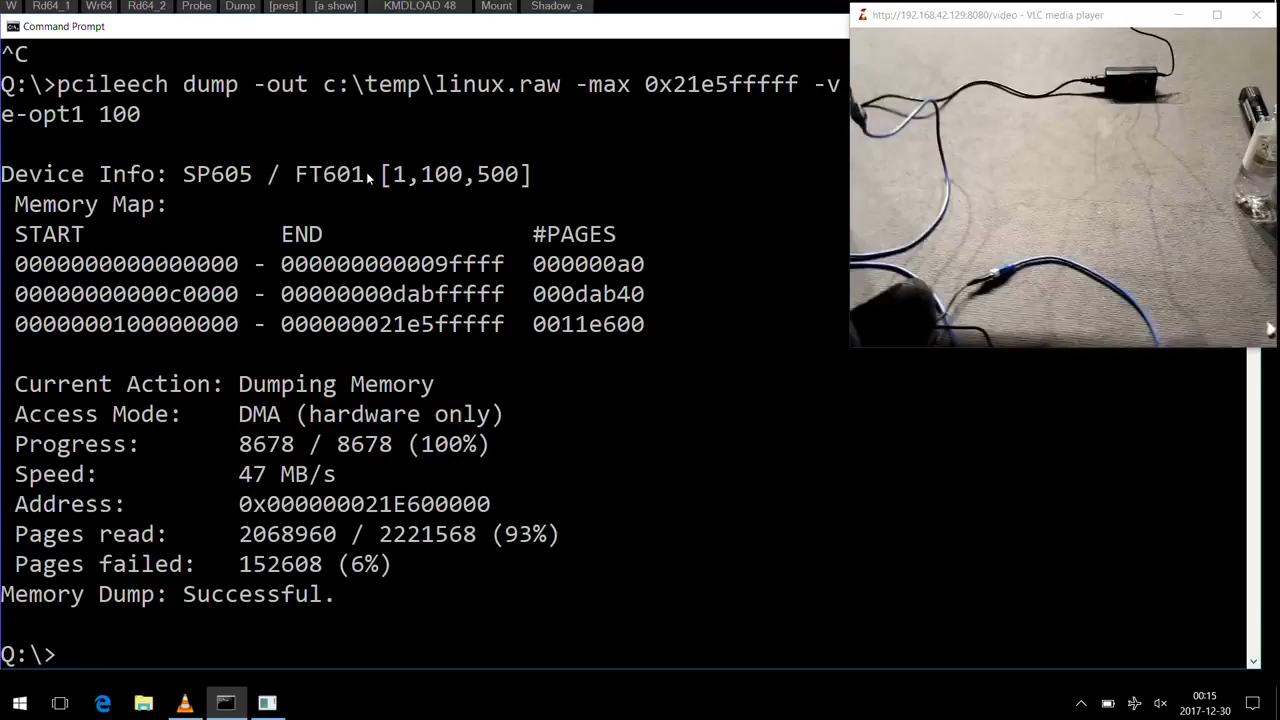 W Rd64_1 Wr64 Rd64_2 Probe Dump [pres] [a show] KMDLOAD 48 Mount Shadow_a
Command Prompt
http://192.168.42.129:8080/video - VLC media player
^C
Q:\>pcileech dump -out c:\temp\linux.raw -max 0x21e5fffff -v
e-opt1 100
Device Info: SP605 / FT601 [1,100,500]
Memory Map:
START END #PAGES
0000000000000000 - 000000000009ffff 000000a0
00000000000c0000 - 00000000dabfffff 000dab40
0000000100000000 - 000000021e5fffff 0011e600
Current Action: Dumping Memory
Access Mode: DMA (hardware only)
Progress: 8678 / 8678 (100%)
Speed: 47 MB/s
Address: 0x000000021E600000
Pages read: 2068960 / 2221568 (93%)
Pages failed: 152608 (6%)
Memory Dump: Successful.
Q:\>
00:15
2017-12-30